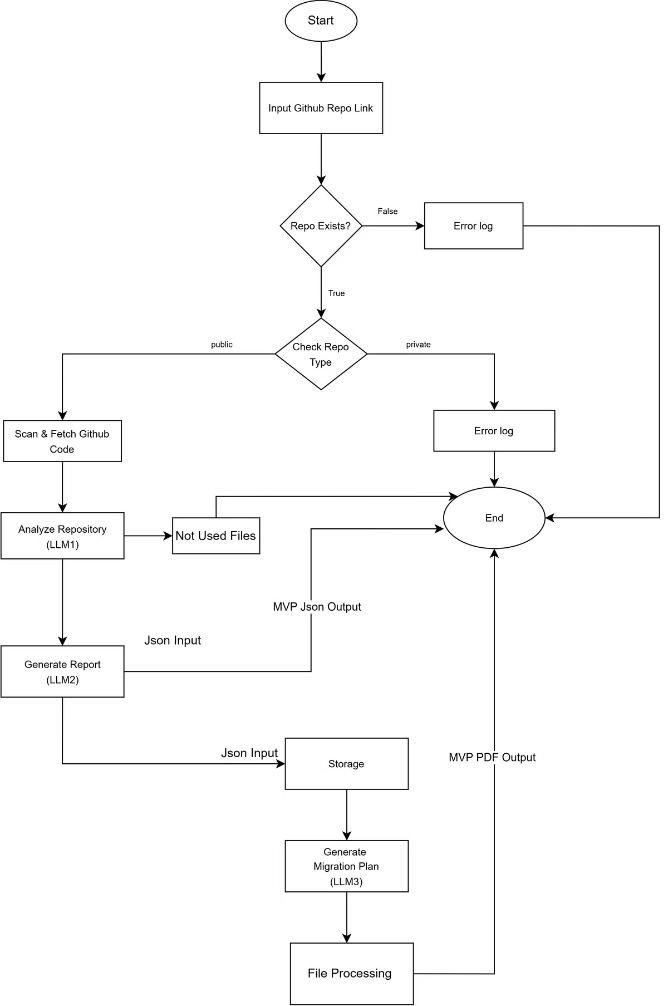 Start
Input Github Repo Link
Repo Exists?
False
Error log
True
public
Check Repo
Type
private
Scan & Fetch Github
Code
Error log
Analyze Repository
(LLM1)
Not Used Files
End
MVP Json Output
Json Input
Generate Report
(LLM2)
Json Input
Storage
MVP PDF Output
Generate
Migration Plan
(LLM3)
File Processing